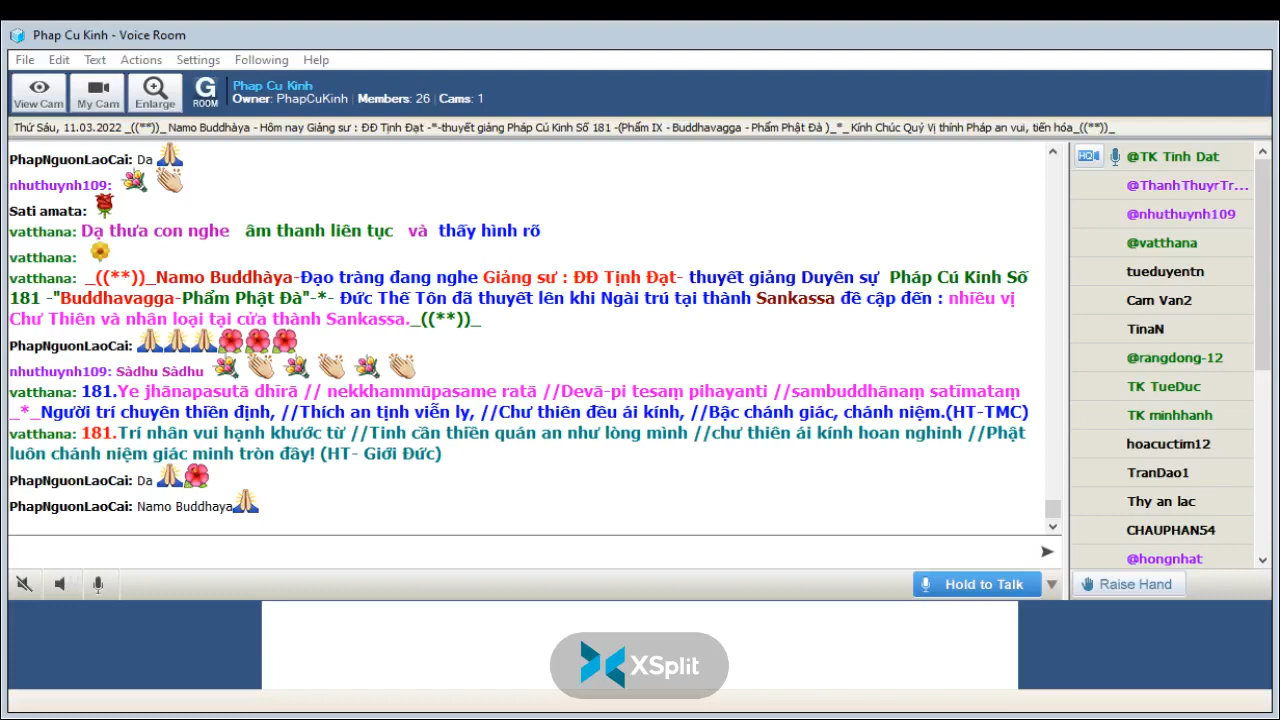 Phap Cu Kinh - Voice Room
File Edit Text Actions Settings Following Help
View Cam My Cam Enlarge G ROOM
Phap Cu Kinh
Owner: PhapCuKinh | Members: 26 | Cams: 1
Thứ Sáu, 11.03.2022 _((**))_ Namo Buddhàya - Hôm nay Giảng sư : ĐĐ Tịnh Đạt -*-thuyết giảng Pháp Cú Kinh Số 181 -(Phẩm IX - Buddhavagga - Phẩm Phật Đà )_*_ Kính Chúc Quý Vị thính Pháp an vui, tiến hóa_((**))_
PhapNguonLaoCai: Da
nhuthuynh109:
Sati amata:
vatthana: Dạ thưa con nghe âm thanh liên tục và thấy hình rõ
vatthana:
vatthana: _((**))_Namo Buddhàya-Đạo tràng đang nghe Giảng sư : ĐĐ Tịnh Đạt- thuyết giảng Duyên sự Pháp Cú Kinh Số
181 -"Buddhavagga-Phẩm Phật Đà"-*- Đức Thế Tôn đã thuyết lên khi Ngài trú tại thành Sankassa đề cập đến : nhiều vị
Chư Thiên và nhân loại tại cửa thành Sankassa._((**))_
PhapNguonLaoCai:
nhuthuynh109: Sàdhu Sàdhu
vatthana: 181.Ye jhānapasutā dhīrā // nekkhammūpasame ratā //Devā-pi tesaṃ pihayanti //sambuddhānaṃ satīmataṃ
_*_Người trí chuyên thiền định, //Thích an tịnh viễn ly, //Chư thiên đều ái kính, //Bậc chánh giác, chánh niệm.(HT-TMC)
vatthana: 181.Trí nhân vui hạnh khước từ //Tinh cần thiền quán an như lòng mình //chư thiên ái kính hoan nghinh //Phật
luôn chánh niệm giác minh tròn đầy! (HT- Giới Đức)
PhapNguonLaoCai: Da
PhapNguonLaoCai: Namo Buddhaya
HQ @TK Tinh Dat
@ThanhThuyrTr...
@nhuthuynh109
@vatthana
tueduyentn
Cam Van2
TinaN
@rangdong-12
TK TueDuc
TK minhhanh
hoacuctim12
TranDao1
Thy an lac
CHAUPHAN54
@hongnhat
Hold to Talk
Raise Hand
XSplit